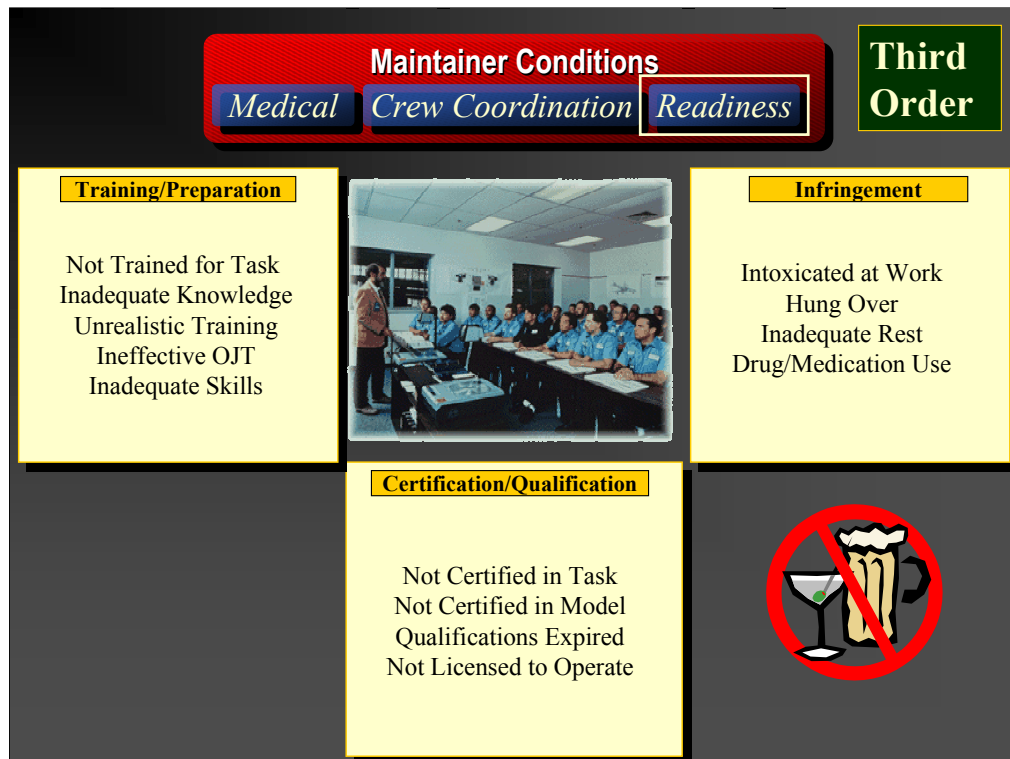 Maintainer Conditions
Medical Crew Coordination Readiness
Third
Order
Training/Preparation
Not Trained for Task
Inadequate Knowledge
Unrealistic Training
Ineffective OJT
Inadequate Skills
Infringement
Intoxicated at Work
Hung Over
Inadequate Rest
Drug/Medication Use
Certification/Qualification
Not Certified in Task
Not Certified in Model
Qualifications Expired
Not Licensed to Operate